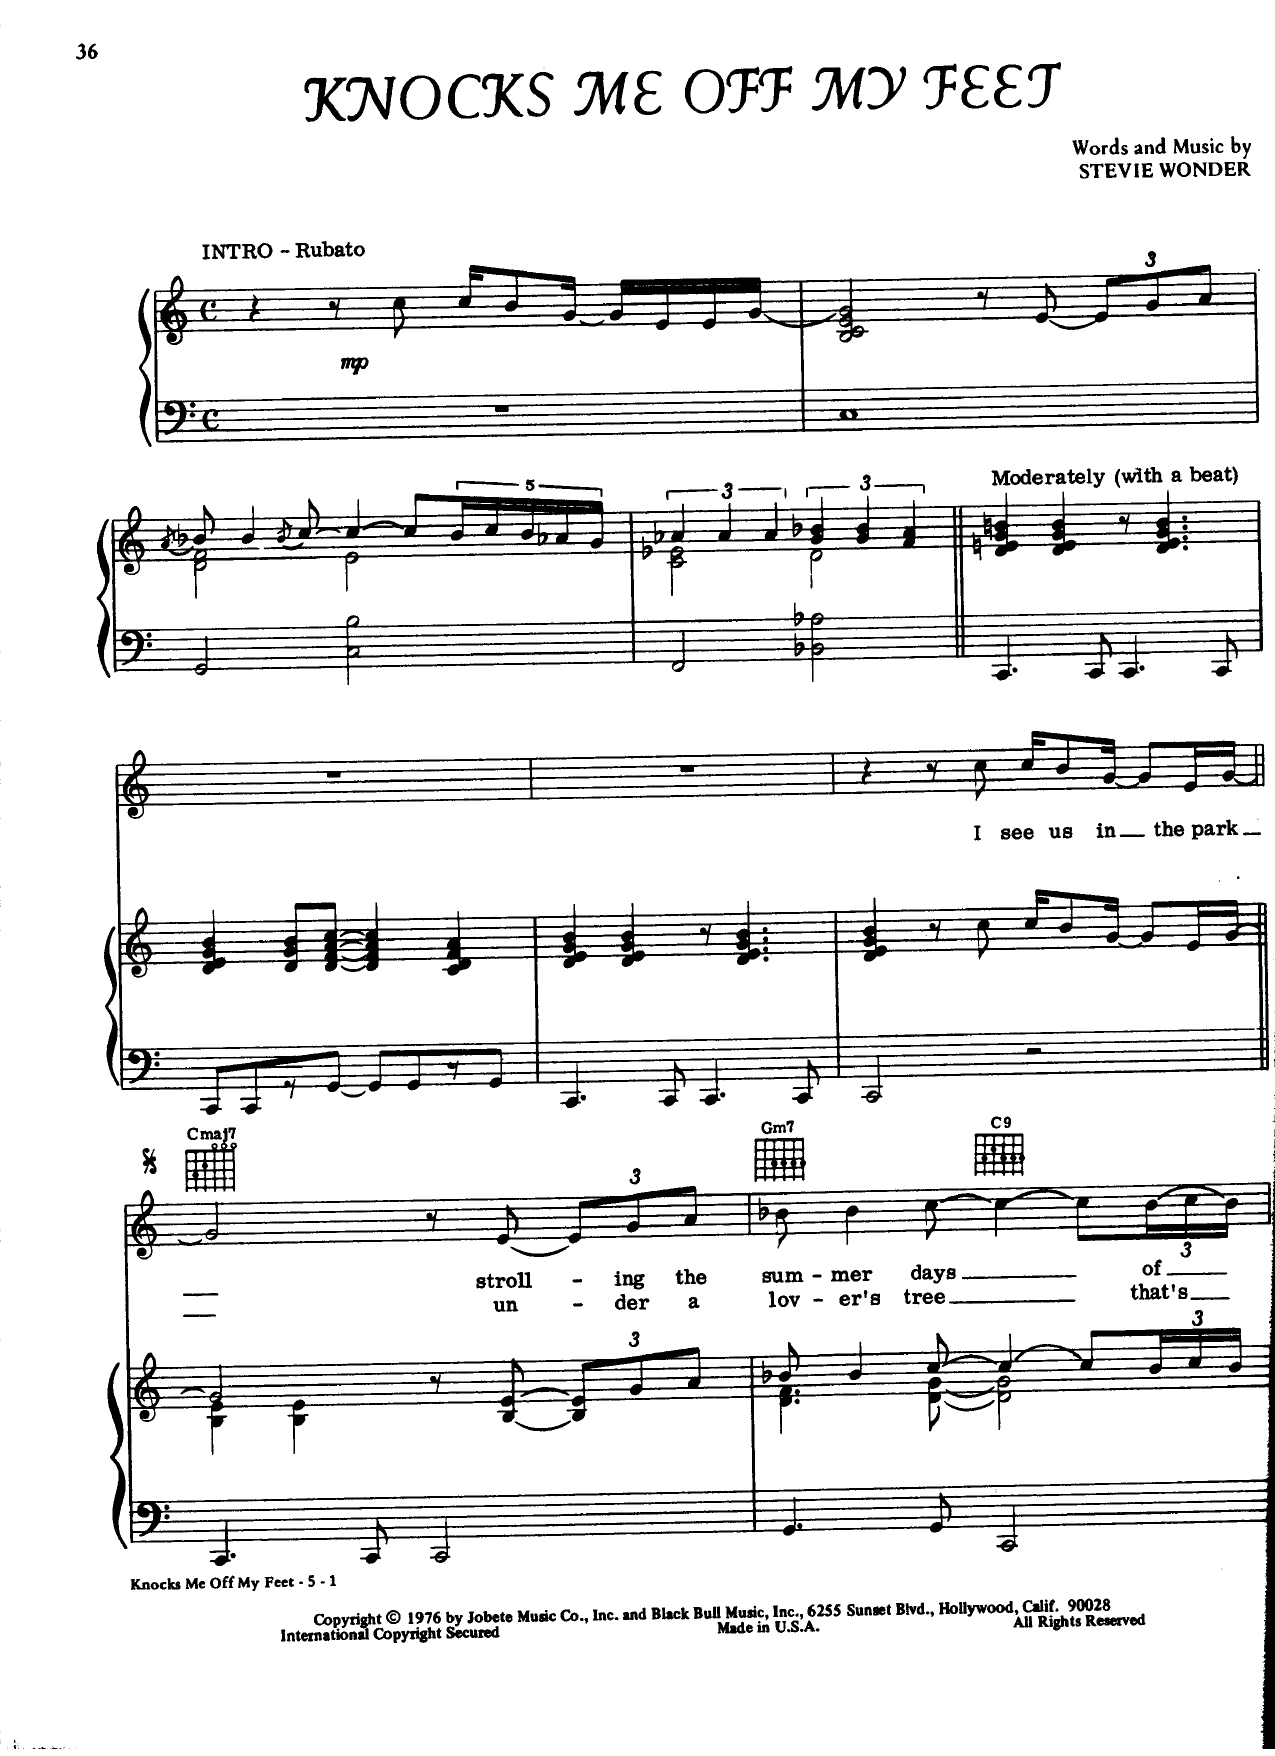 36
KNOCKS ME OFF MY FEET
Words and Music by
STEVIE WONDER
INTRO - Rubato
3
mp
5
3
3
Moderately (with a beat)
I see us in the park
Cmaj7
Gm7
C9
3
3
stroll - ing the sum - mer days of
un - der a lov - er's tree that's
3
3
Knocks Me Off My Feet - 5 - 1
Copyright © 1976 by Jobete Music Co., Inc. and Black Bull Music, Inc., 6255 Sunset Blvd., Hollywood, Calif. 90028
International Copyright Secured Made in U.S.A. All Rights Reserved